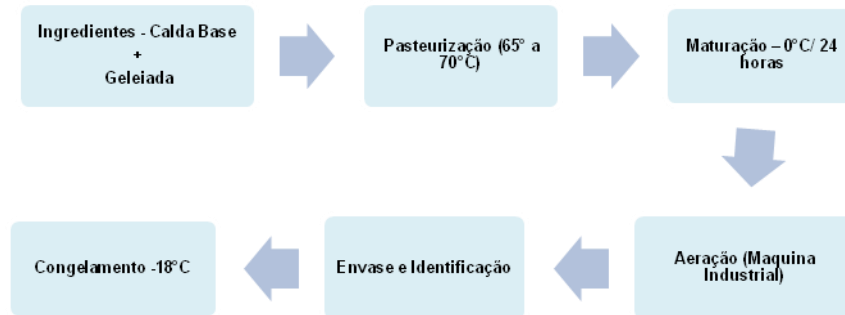 Ingredientes - Calda Base
+
Geleiada
Pasteurização (65° a
70°C)
Maturação – 0°C/ 24
horas
Aeração (Maquina
Industrial)
Envase e Identificação
Congelamento -18°C